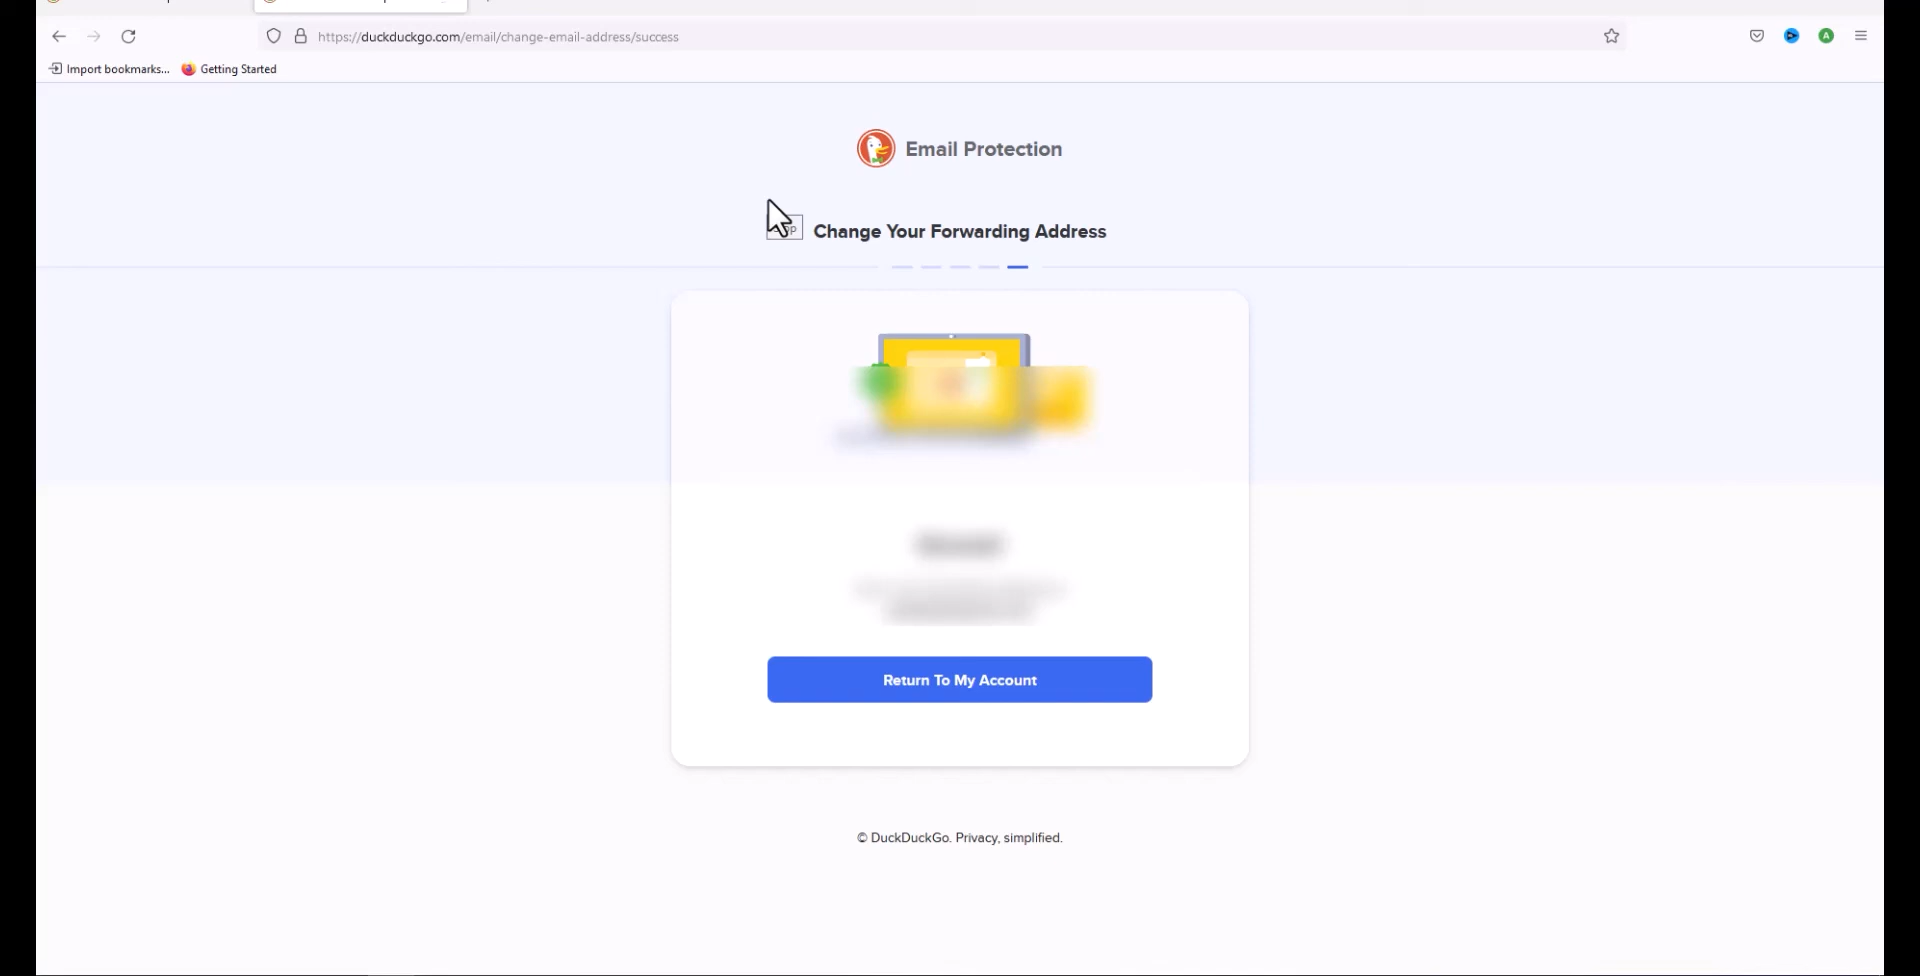 https://duckduckgo.com/email/change-email-address/success
A
Import bookmarks...
Getting Started
Email Protection
Change Your Forwarding Address
Return To My Account
© DuckDuckGo. Privacy, simplified.